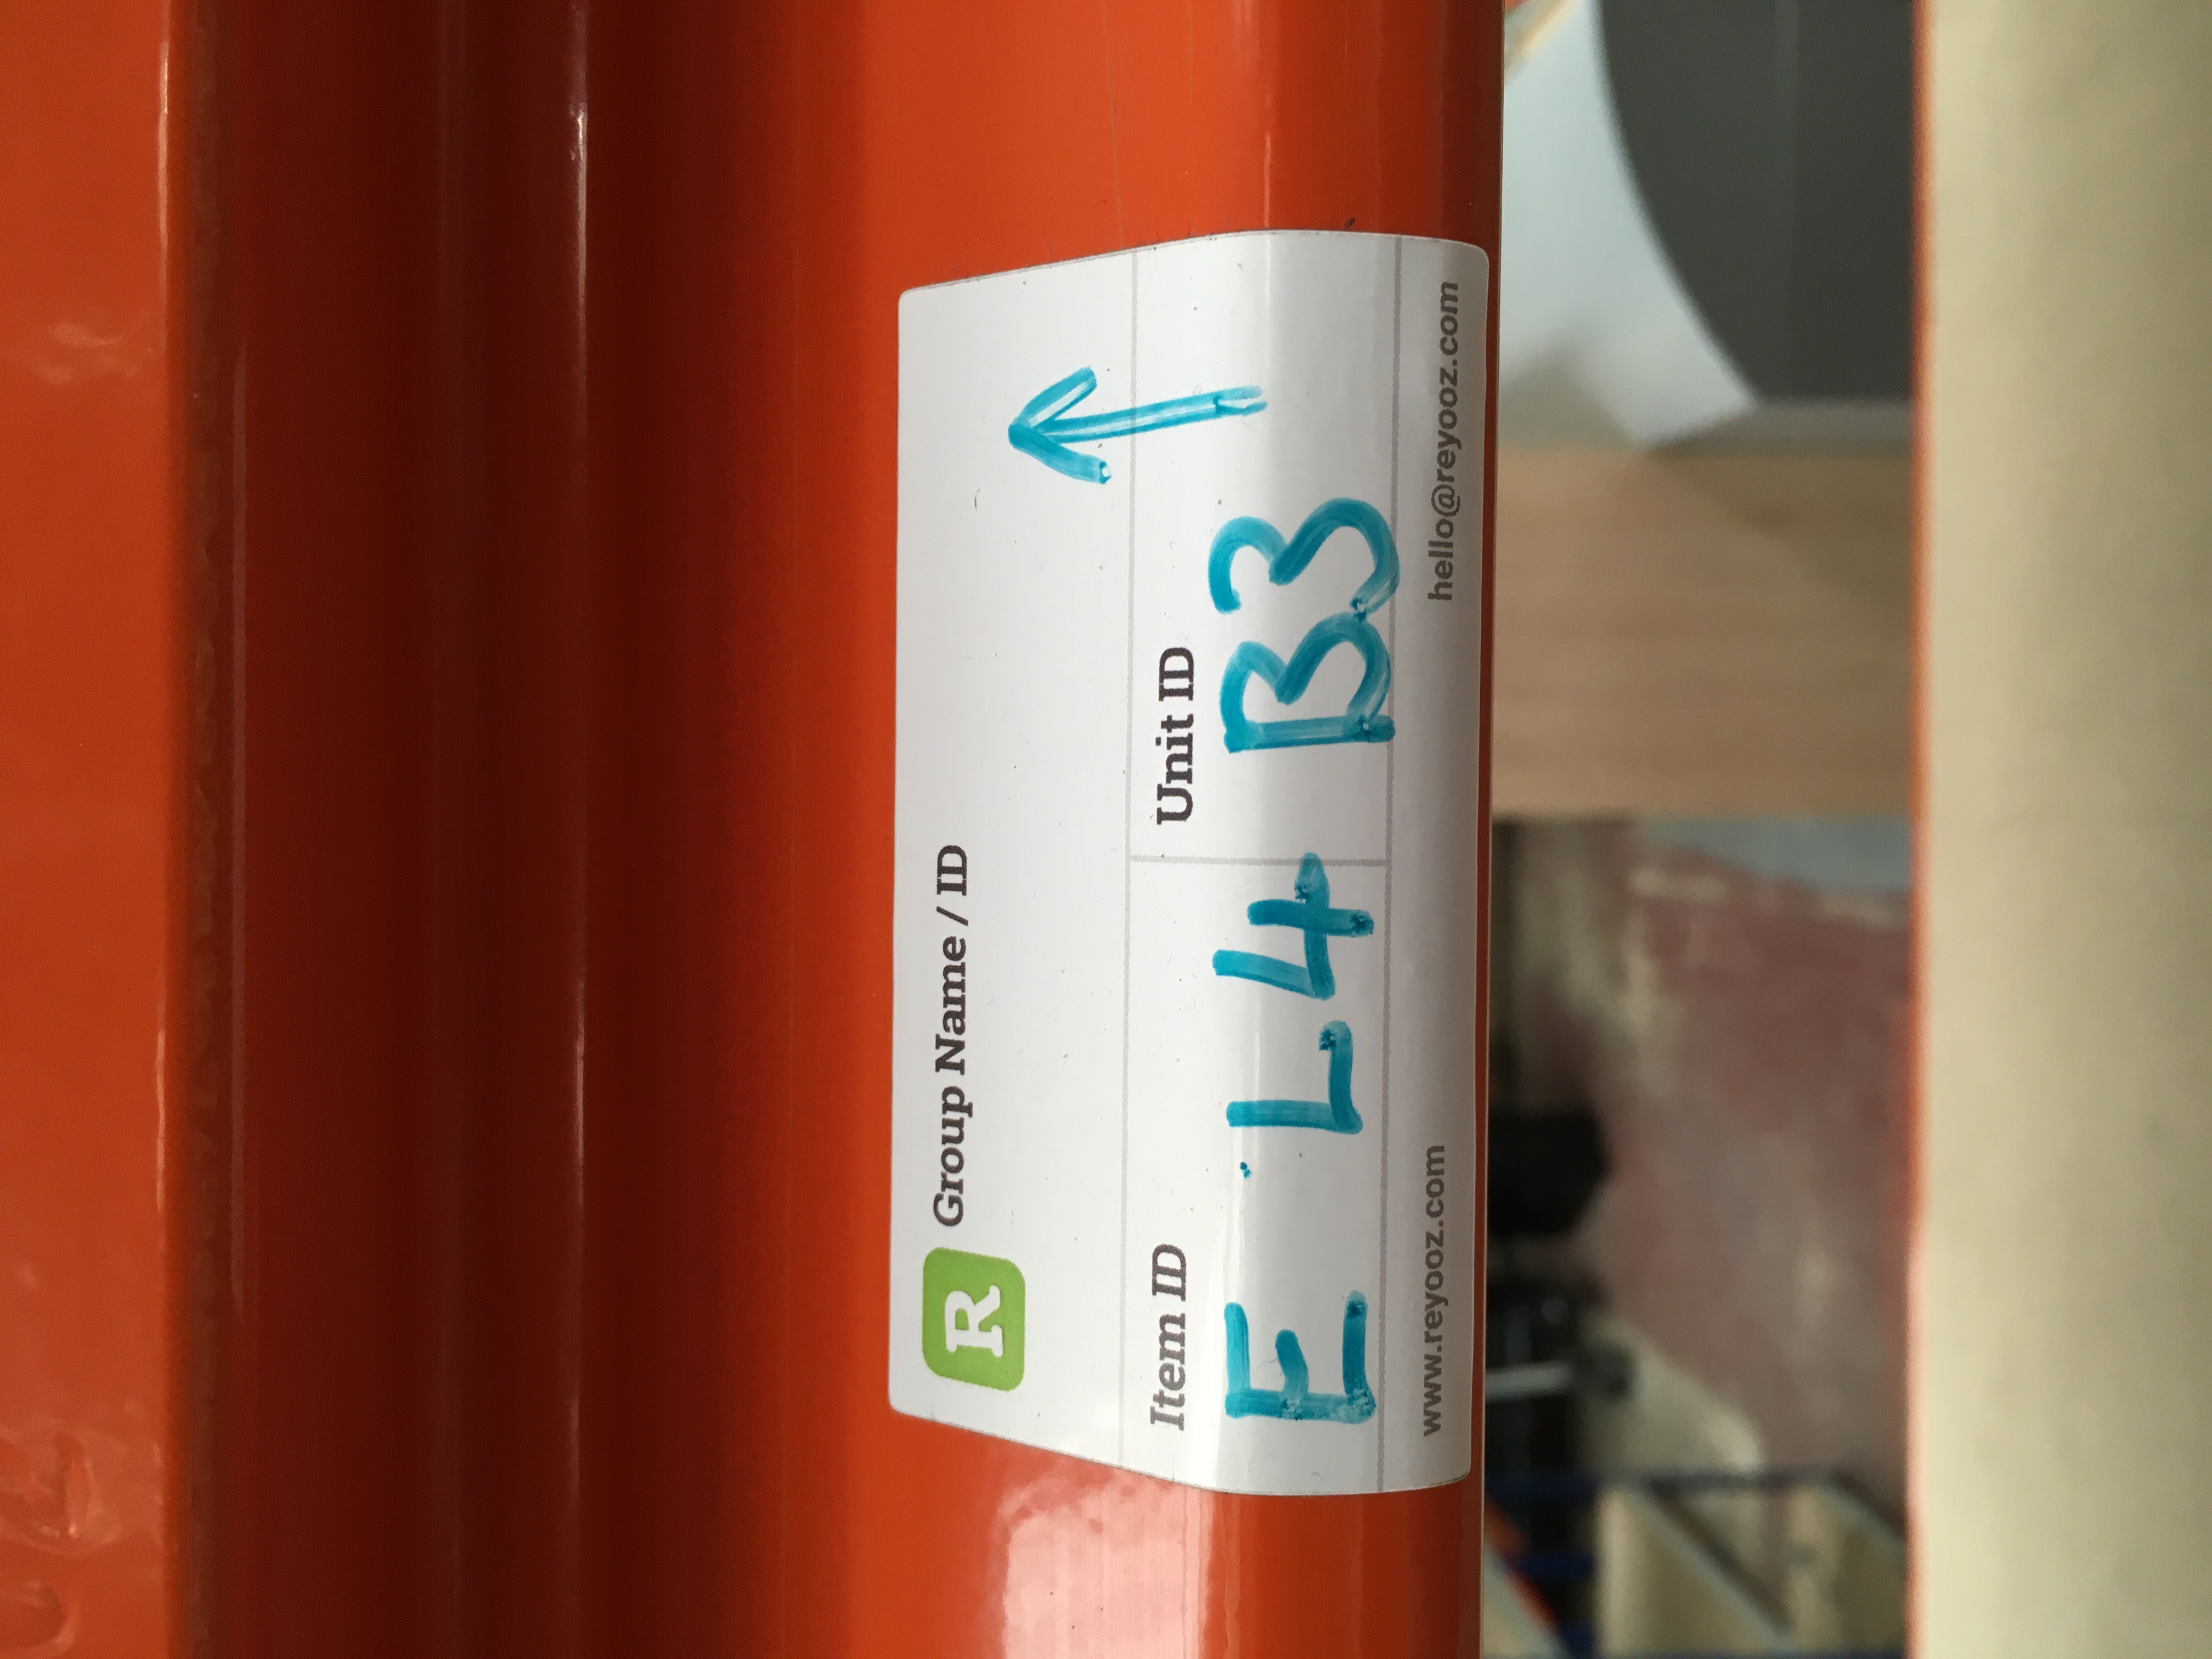 R Group Name / ID
Item ID Unit ID
E L4 B3 ↑
www.reyooz.com hello@reyooz.com